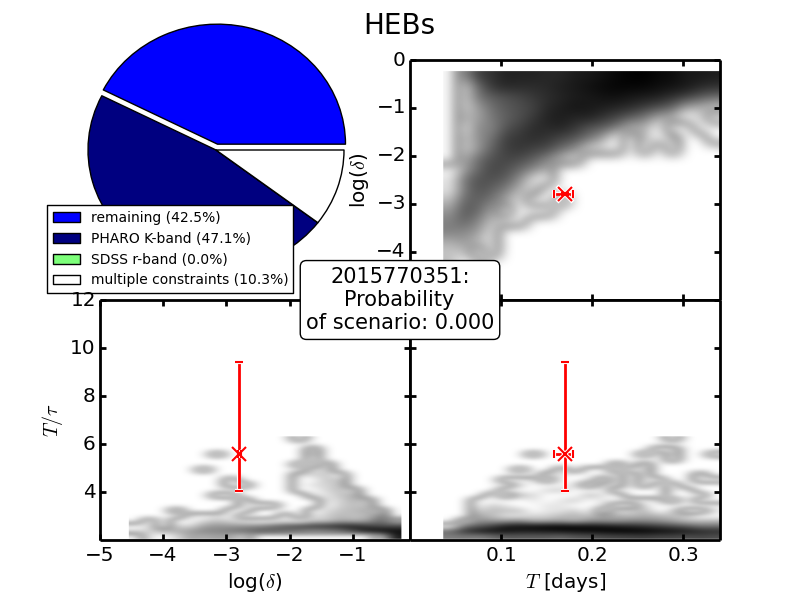 HEBs
remaining (42.5%)
PHARO K-band (47.1%)
SDSS r-band (0.0%)
multiple constraints (10.3%)
0
−1
−2
−3
−4
log(δ)
2015770351:
Probability
of scenario: 0.000
12
10
8
6
4
T/τ
−5 −4 −3 −2 −1
log(δ)
0.1 0.2 0.3
T [days]